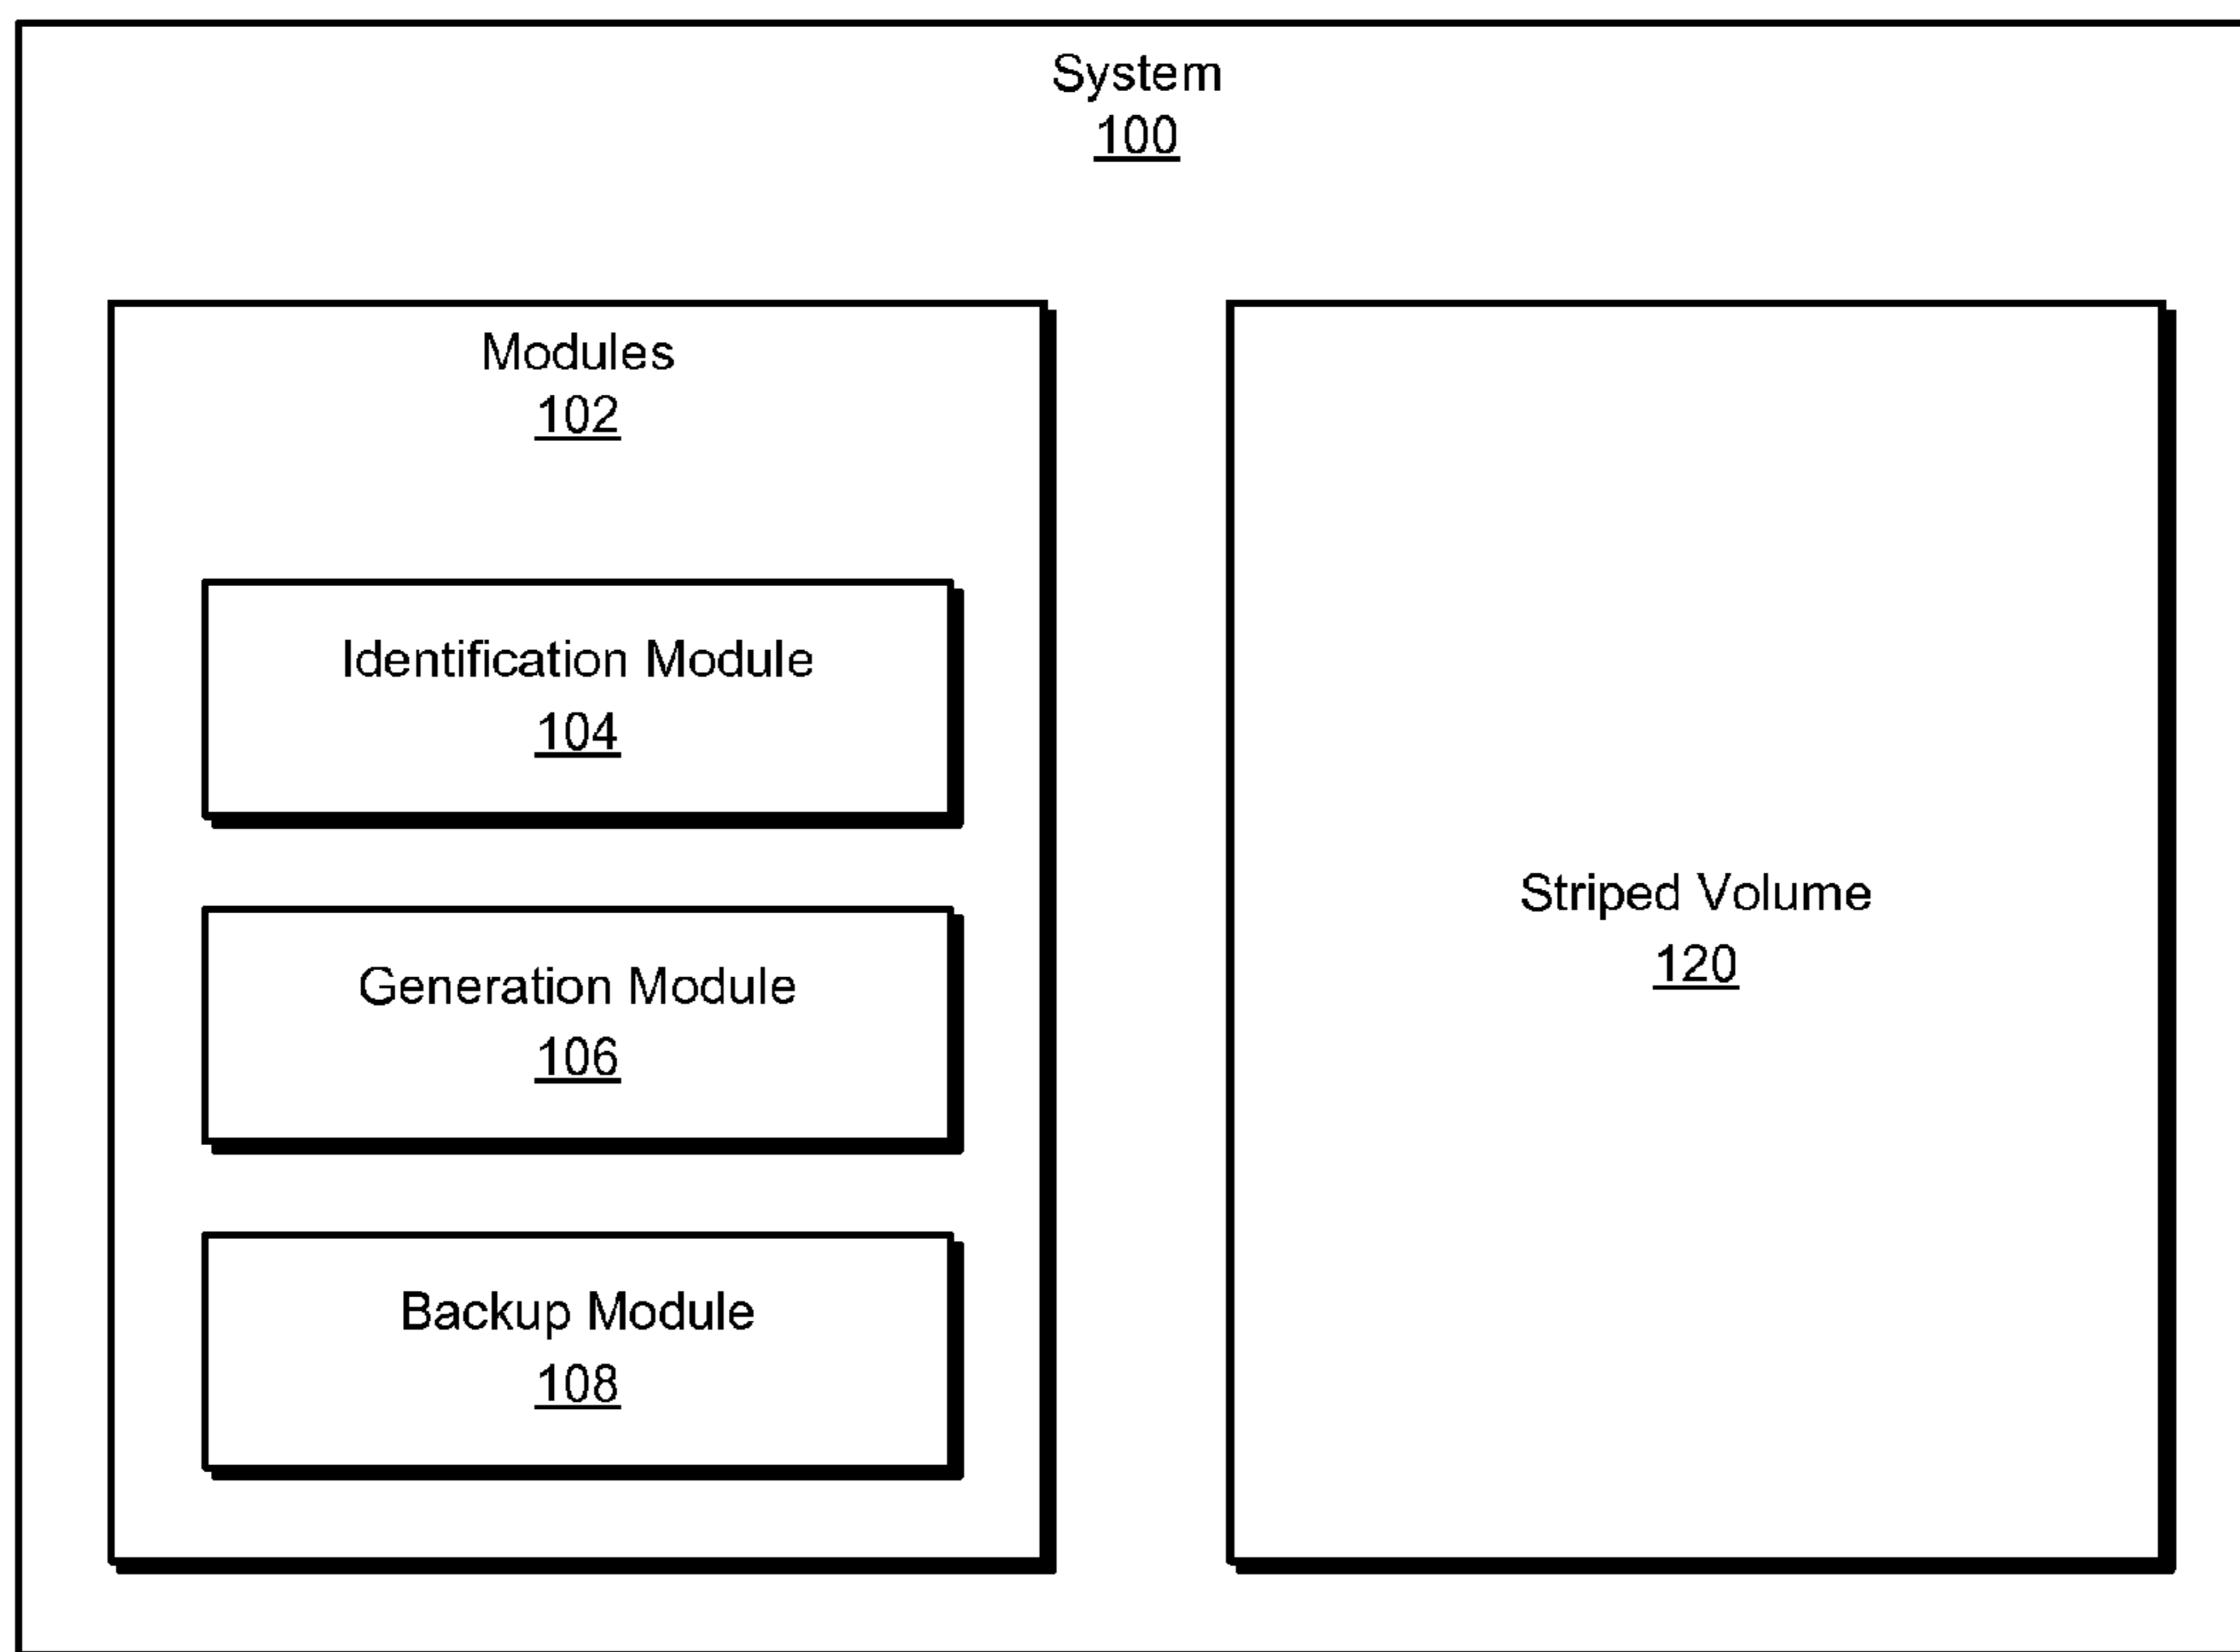 System
100
Modules
102
Identification Module
104
Generation Module
106
Backup Module
108
Striped Volume
120